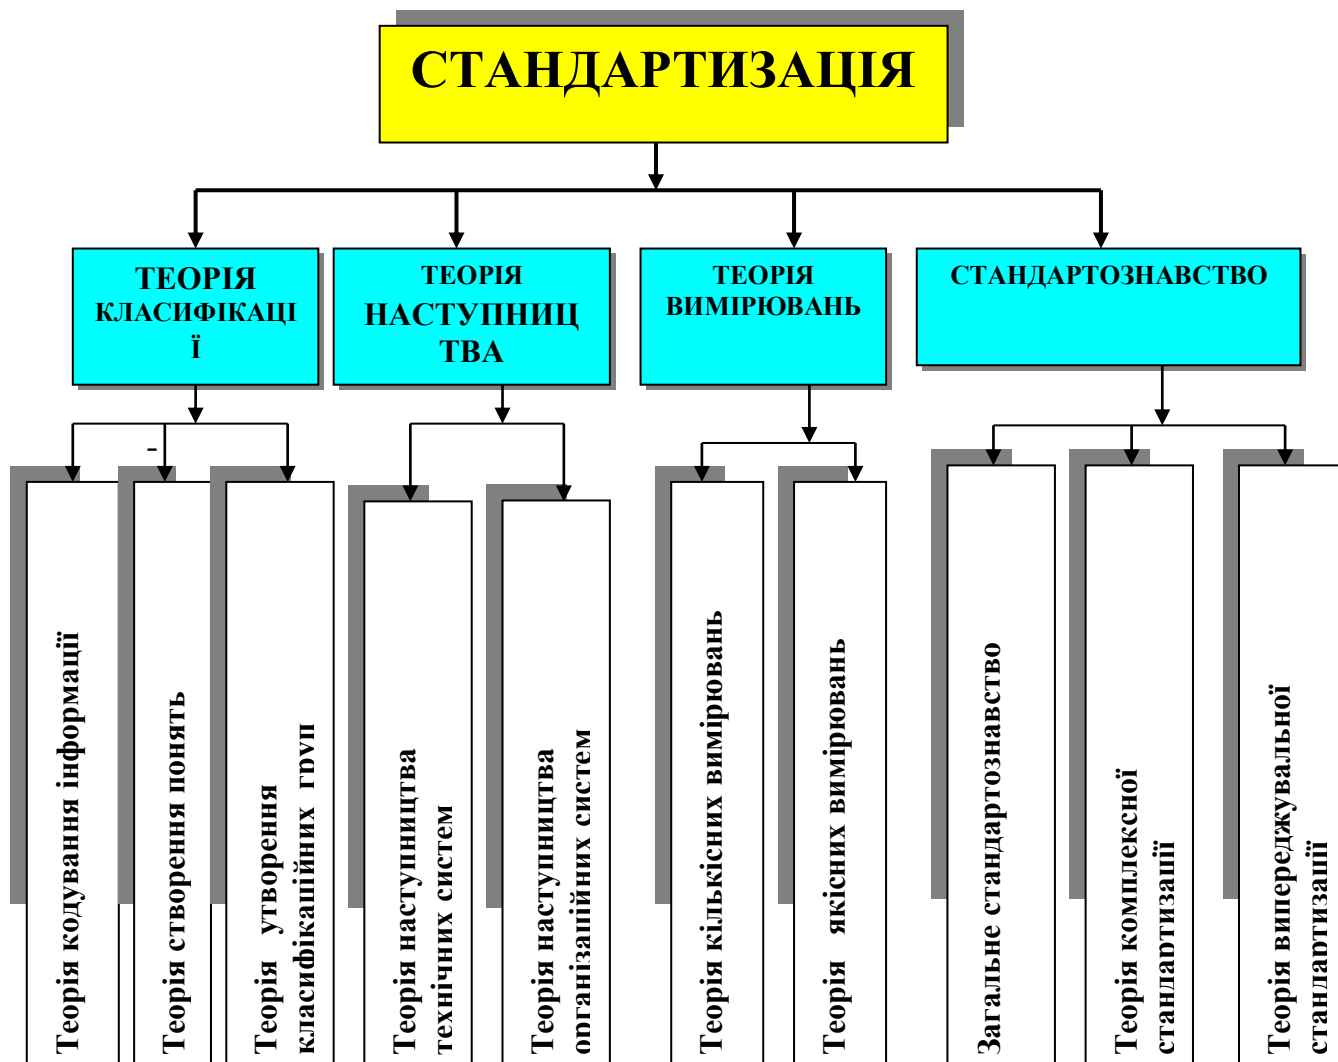 СТАНДАРТИЗАЦІЯ
ТЕОРІЯ
КЛАСИФІКАЦІ
Ї
ТЕОРІЯ
НАСТУПНИЦ
ТВА
ТЕОРІЯ
ВИМІРЮВАНЬ
СТАНДАРТОЗНАВСТВО
-
Теорія кодування інформації
Теорія створення понять
Теорія утворення
класифікаційних груп
Теорія наступництва
технічних систем
Теорія наступництва
організаційних систем
Теорія кількісних вимірювань
Теорія якісних вимірювань
Загальне стандартознавство
Теорія комплексної
стандартизації
Теорія випереджувальної
стандартизації